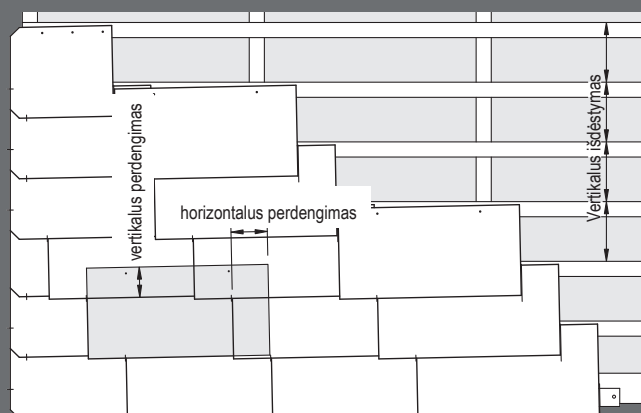 vertikalus perdengimas
horizontalus perdengimas
Vertikalus išdėstymas